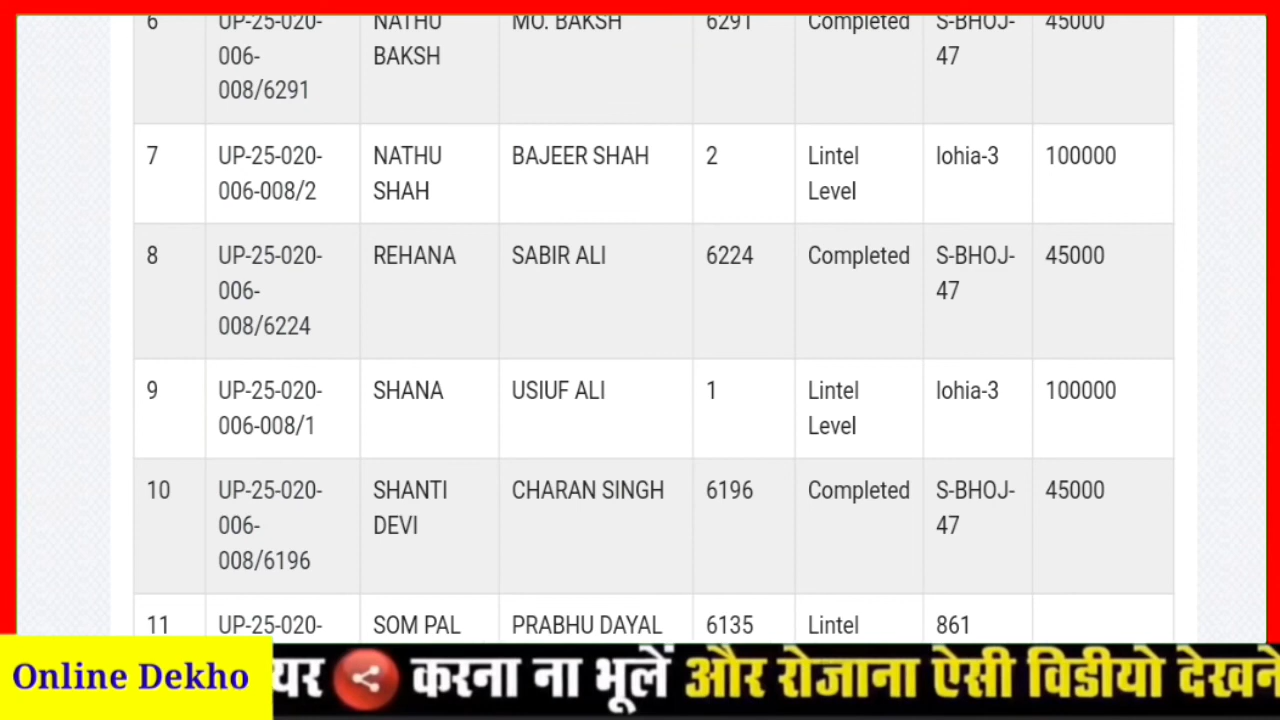 6 UP-25-020- NATHU MO. BAKSH 6291 Completed S-BHOJ- 45000
006- BAKSH 47
008/6291
7 UP-25-020- NATHU BAJEER SHAH 2 Lintel lohia-3 100000
006-008/2 SHAH Level
8 UP-25-020- REHANA SABIR ALI 6224 Completed S-BHOJ- 45000
006- 47
008/6224
9 UP-25-020- SHANA USIUF ALI 1 Lintel lohia-3 100000
006-008/1 Level
10 UP-25-020- SHANTI CHARAN SINGH 6196 Completed S-BHOJ- 45000
006- DEVI 47
008/6196
11 UP-25-020- SOM PAL PRABHU DAYAL 6135 Lintel 861
Online Dekho यर करना ना भूलें और रोजाना ऐसी विडीयो देखने